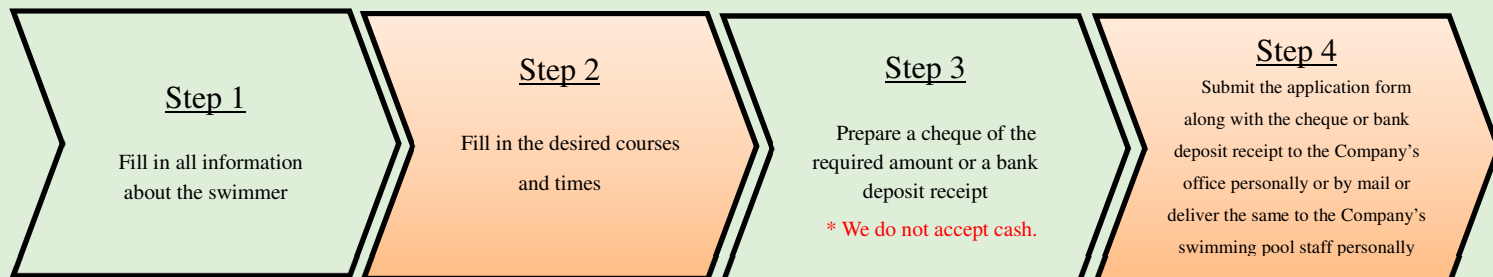 Step 1
Fill in all information
about the swimmer
Step 2
Fill in the desired courses
and times
Step 3
Prepare a cheque of the
required amount or a bank
deposit receipt
* We do not accept cash.
Step 4
Submit the application form
along with the cheque or bank
deposit receipt to the Company's
office personally or by mail or
deliver the same to the Company's
swimming pool staff personally